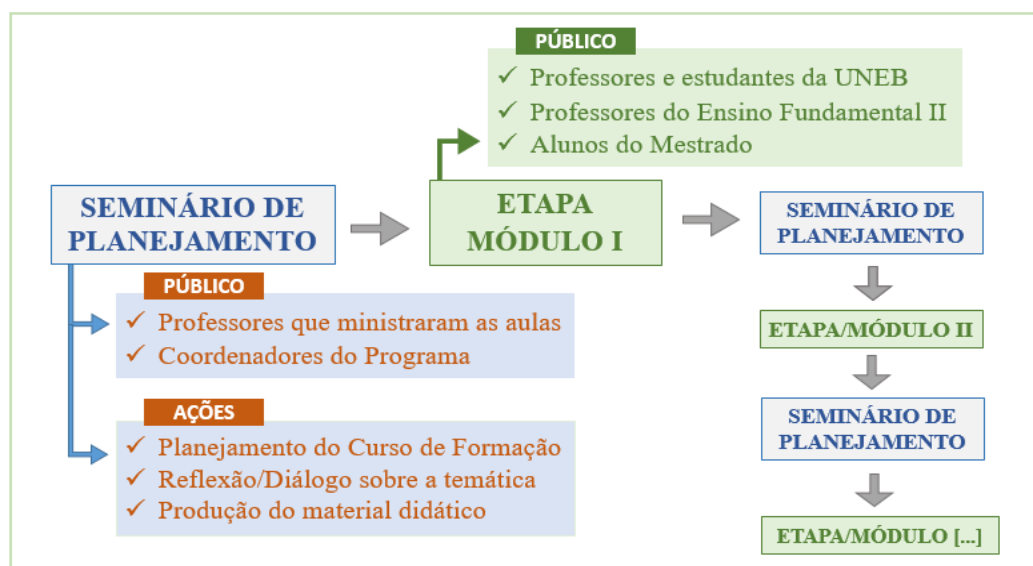 PÚBLICO
✓ Professores e estudantes da UNEB
✓ Professores do Ensino Fundamental II
✓ Alunos do Mestrado
SEMINÁRIO DE
PLANEJAMENTO
ETAPA
MÓDULO I
SEMINÁRIO DE
PLANEJAMENTO
PÚBLICO
✓ Professores que ministraram as aulas
✓ Coordenadores do Programa
ETAPA/MÓDULO II
AÇÕES
✓ Planejamento do Curso de Formação
✓ Reflexão/Diálogo sobre a temática
✓ Produção do material didático
SEMINÁRIO DE
PLANEJAMENTO
ETAPA/MÓDULO [...]